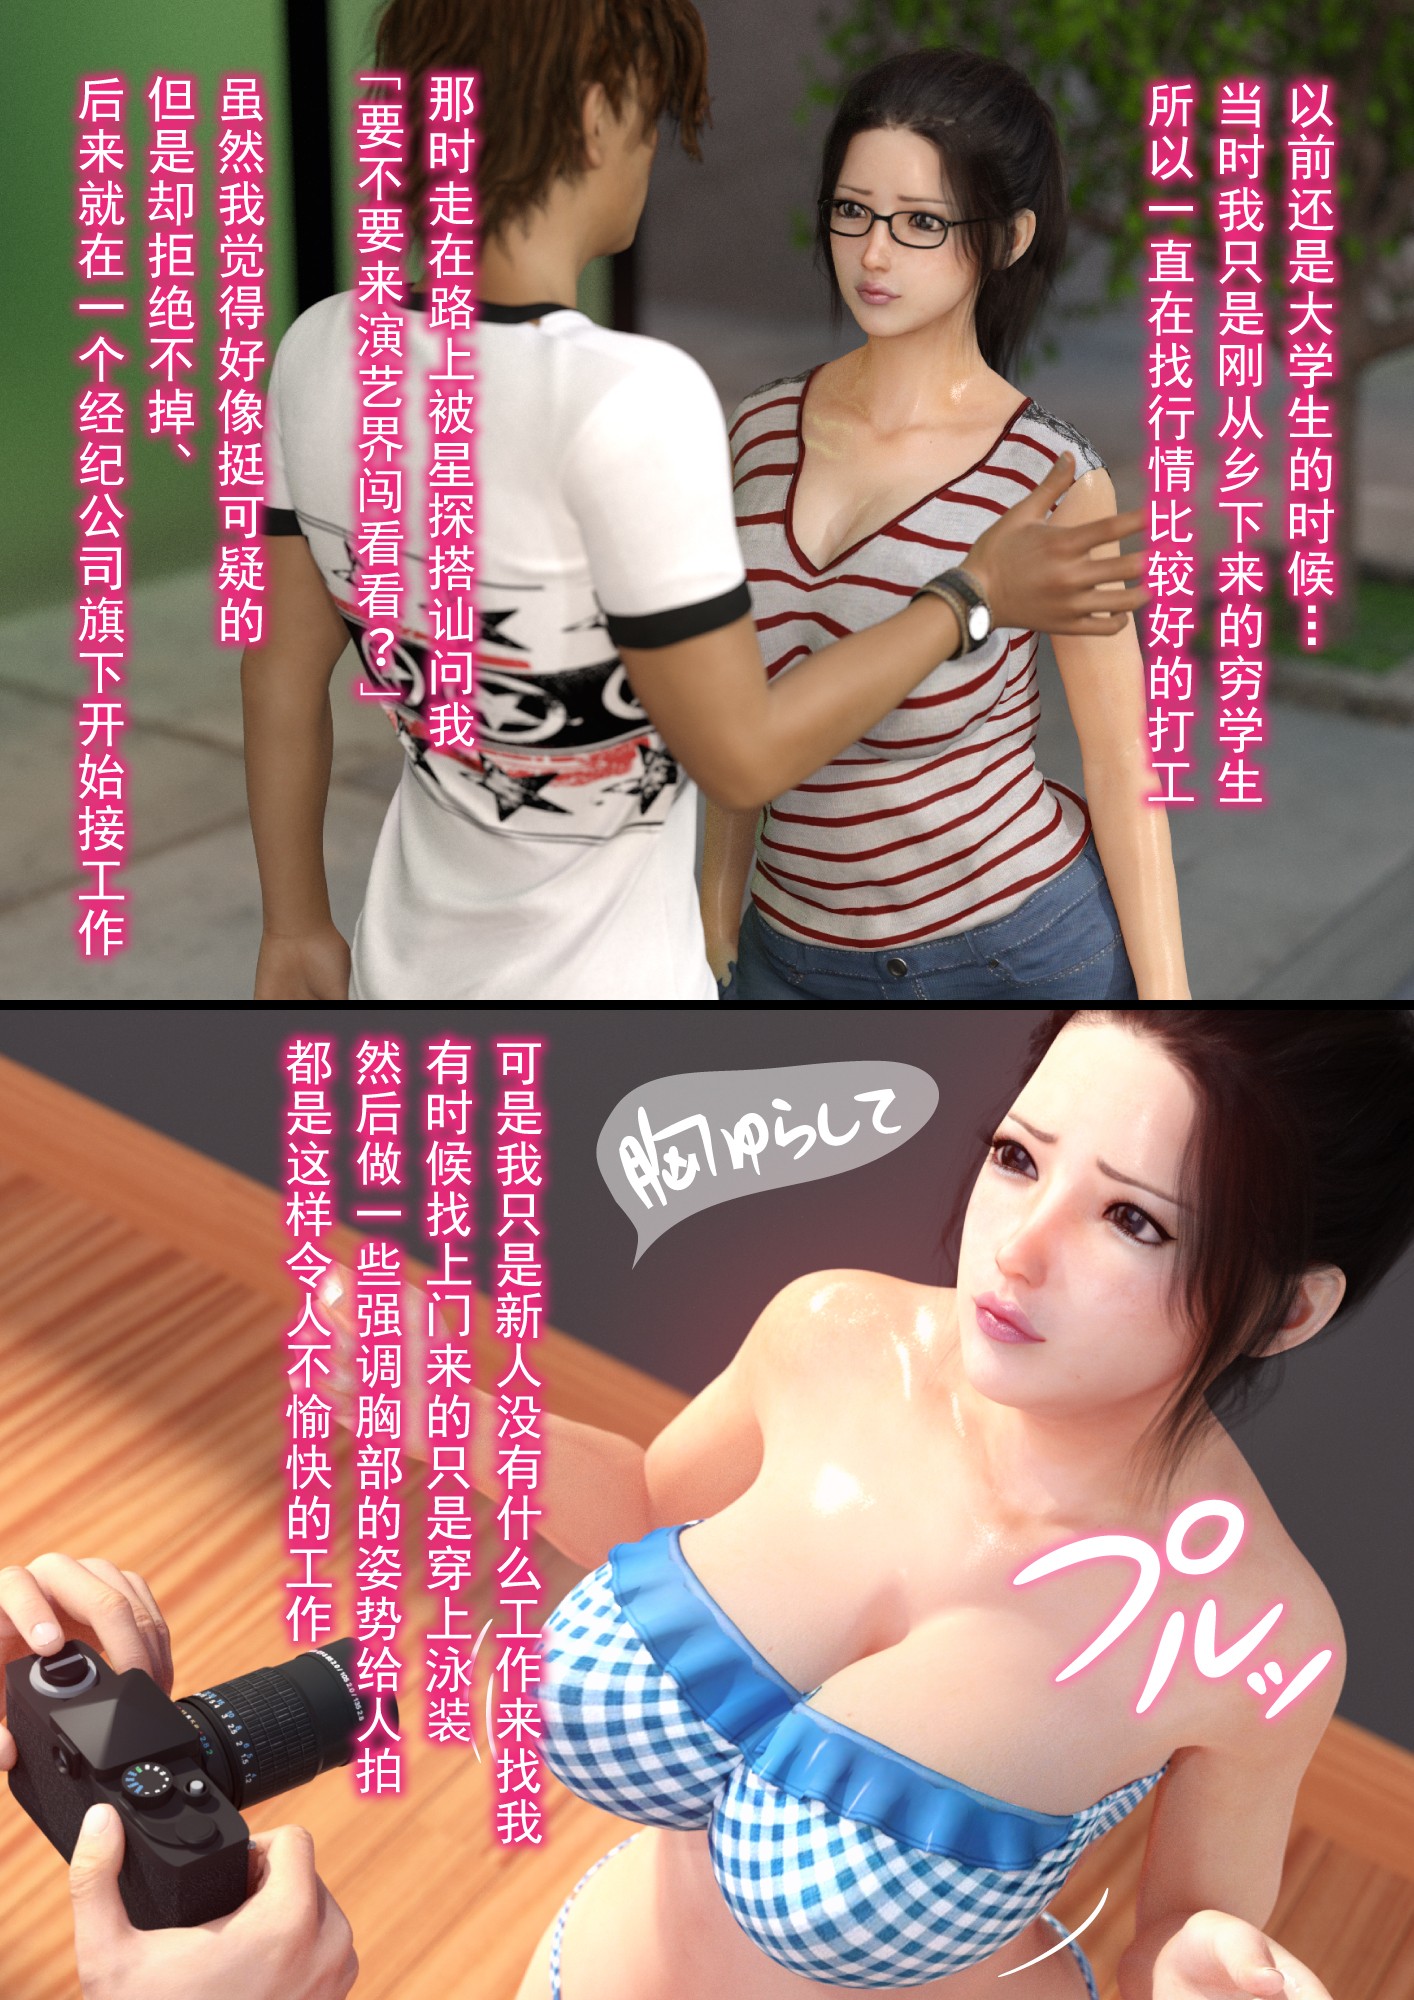 以前还是大学生的时候…
当时我只是刚从乡下来的穷学生
所以一直在找行情比较好的打工
那时走在路上被星探搭讪问我
「要不要来演艺界闯看看？」
虽然我觉得好像挺可疑的
但是却拒绝不掉、
后来就在一个经纪公司旗下开始接工作
胸ゆらして
可是我只是新人没有什么工作来找我
有时候找上门来的只是穿上泳装
然后做一些强调胸部的姿势给人拍
都是这样令人不愉快的工作
プルッ